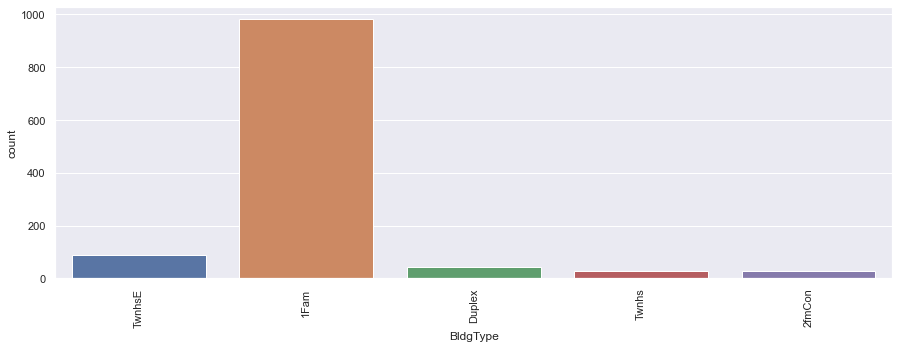 1000
800
600
400
200
0
count
TwnhsE
1Fam
Duplex
Twnhs
2fmCon
BldgType